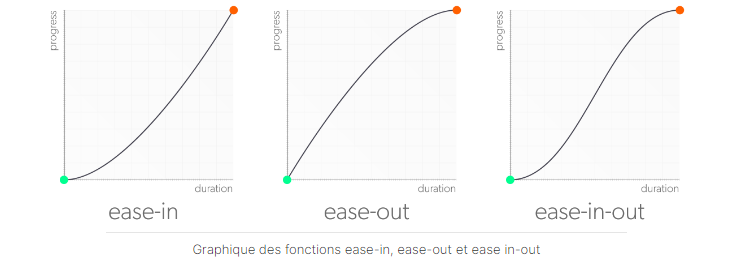 progress
duration
ease-in
progress
duration
ease-out
progress
duration
ease-in-out
Graphique des fonctions ease-in, ease-out et ease in-out